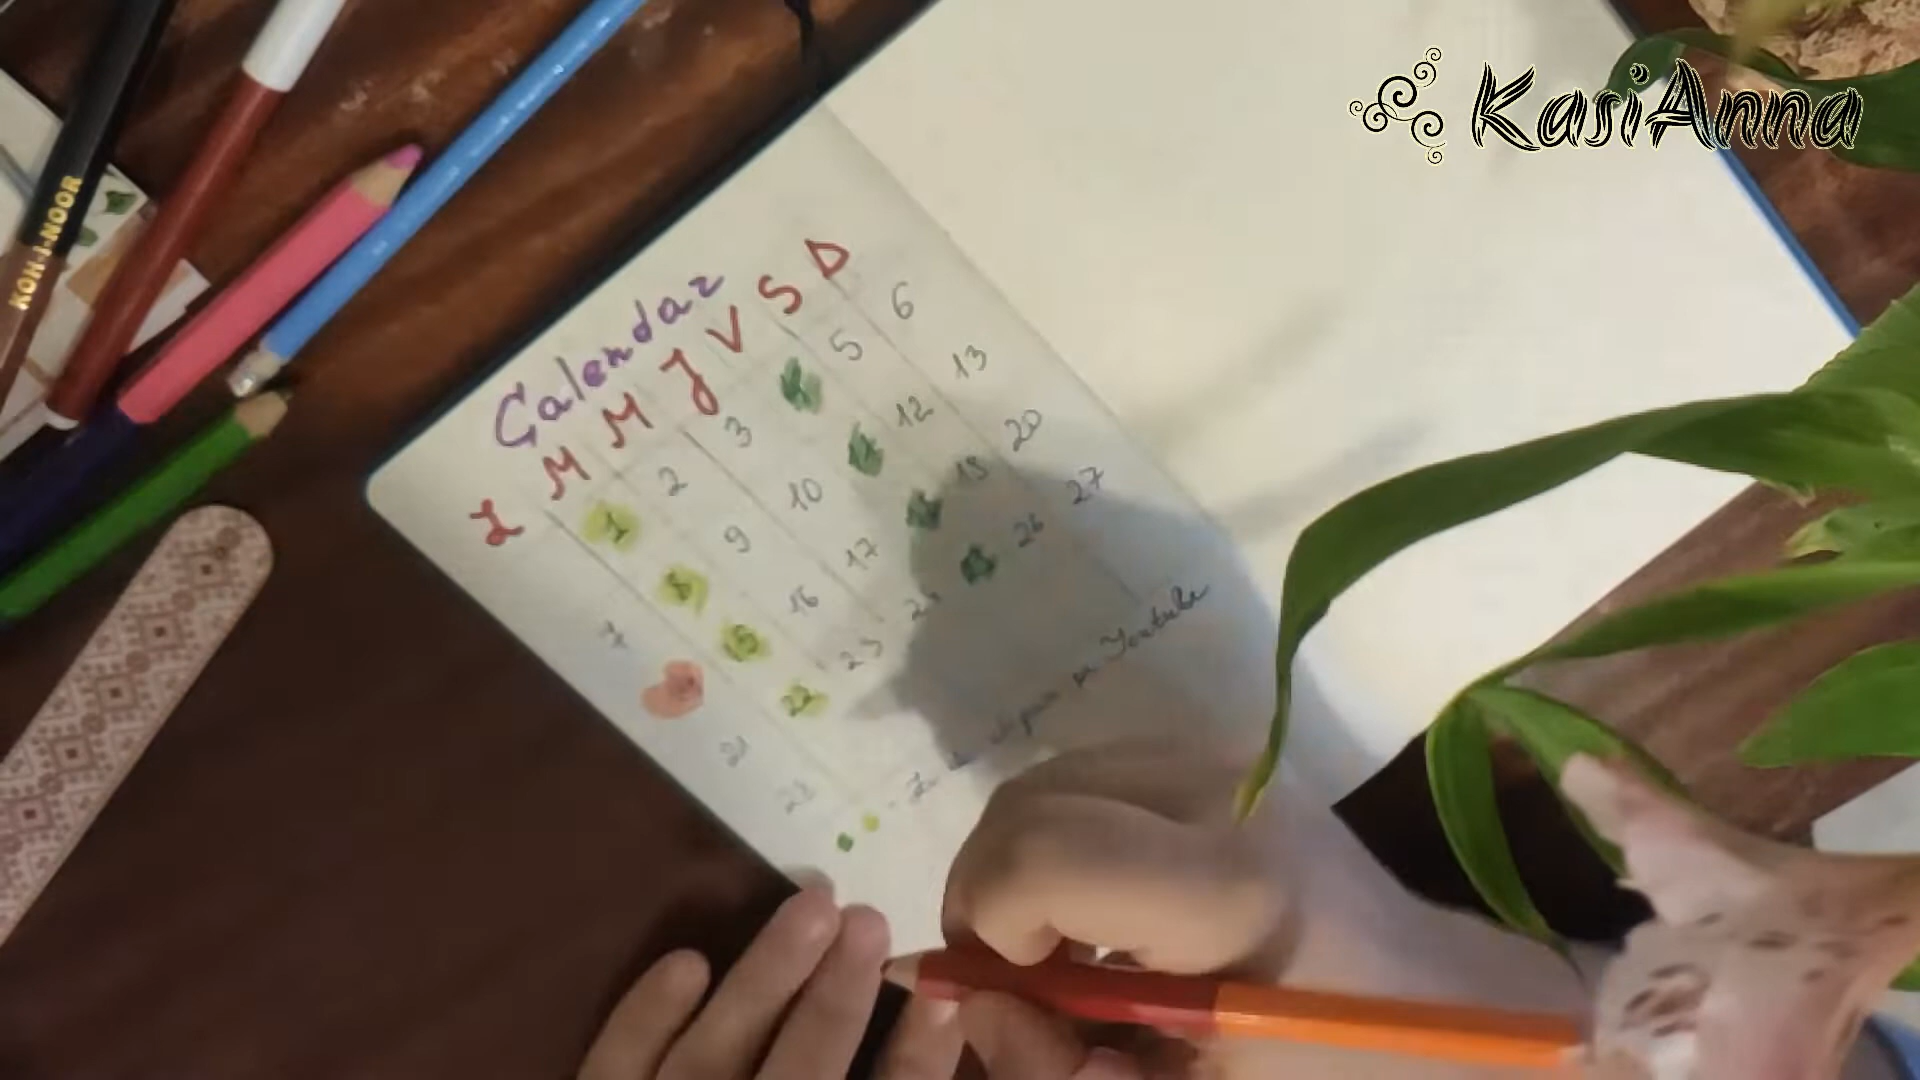 KasiAnna
KOH-I-NOOR
Calendar
L M M J V S D
1 2 3 4 5 6
7 8 9 10 11 12 13
15 16 17 18 19 20
21 22 23 24 25 26 27
28
pe Youtube